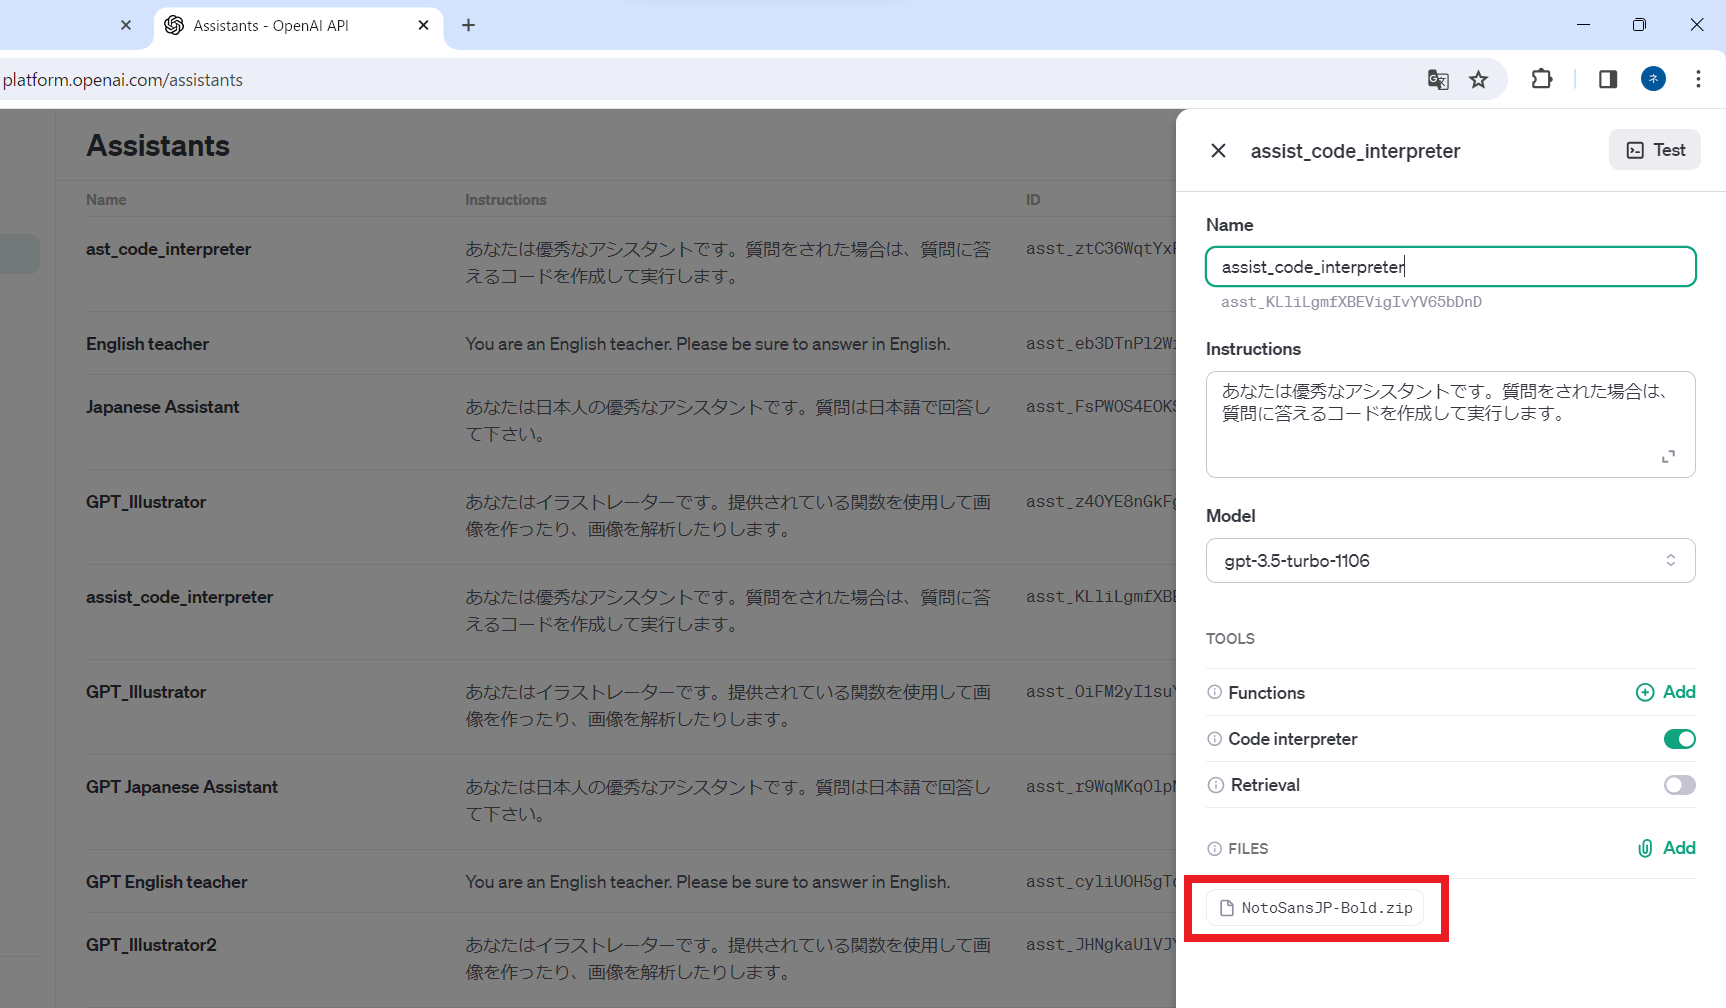 Assistants - OpenAI API
platform.openai.com/assistants
ネ
Assistants
Name Instructions ID
ast_code_interpreter あなたは優秀なアシスタントです。質問をされた場合は、質問に答 asst_ztC36WqtYxF
えるコードを作成して実行します。
English teacher You are an English teacher. Please be sure to answer in English. asst_eb3DTnPl2Wi
Japanese Assistant あなたは日本人の優秀なアシスタントです。質問は日本語で回答し asst_FsPWOS4EOKS
て下さい。
GPT_Illustrator あなたはイラストレーターです。提供されている関数を使用して画 asst_z4OYE8nGkFg
像を作ったり、画像を解析したりします。
assist_code_interpreter あなたは優秀なアシスタントです。質問をされた場合は、質問に答 asst_KLliLgmfXBE
えるコードを作成して実行します。
GPT_Illustrator あなたはイラストレーターです。提供されている関数を使用して画 asst_OiFM2yI1suY
像を作ったり、画像を解析したりします。
GPT Japanese Assistant あなたは日本人の優秀なアシスタントです。質問は日本語で回答し asst_r9WqMKqOlpN
て下さい。
GPT English teacher You are an English teacher. Please be sure to answer in English. asst_cyliUOH5gTc
GPT_Illustrator2 あなたはイラストレーターです。提供されている関数を使用して画 asst_JHNgkaUlVJY
像を作ったり、画像を解析したりします。
assist_code_interpreter Test
Name
assist_code_interpreter
asst_KLliLgmfXBEVigIvYV65bDnD
Instructions
あなたは優秀なアシスタントです。質問をされた場合は、
質問に答えるコードを作成して実行します。
Model
gpt-3.5-turbo-1106
TOOLS
Functions Add
Code interpreter
Retrieval
FILES Add
NotoSansJP-Bold.zip